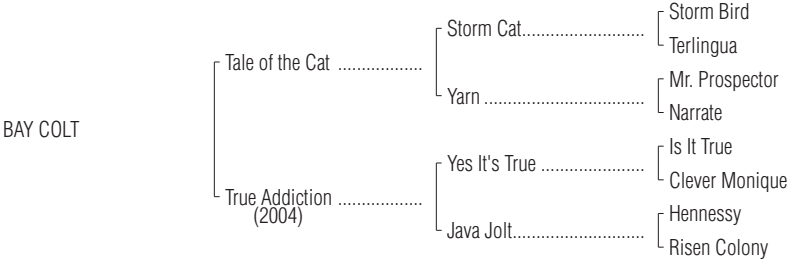 Storm Bird
Storm Cat..........................
Terlingua
Tale of the Cat ..................
Mr. Prospector
Yarn ..................................
Narrate
BAY COLT
Is It True
Yes It's True ......................
Clever Monique
True Addiction ..................
(2004)
Hennessy
Java Jolt............................
Risen Colony